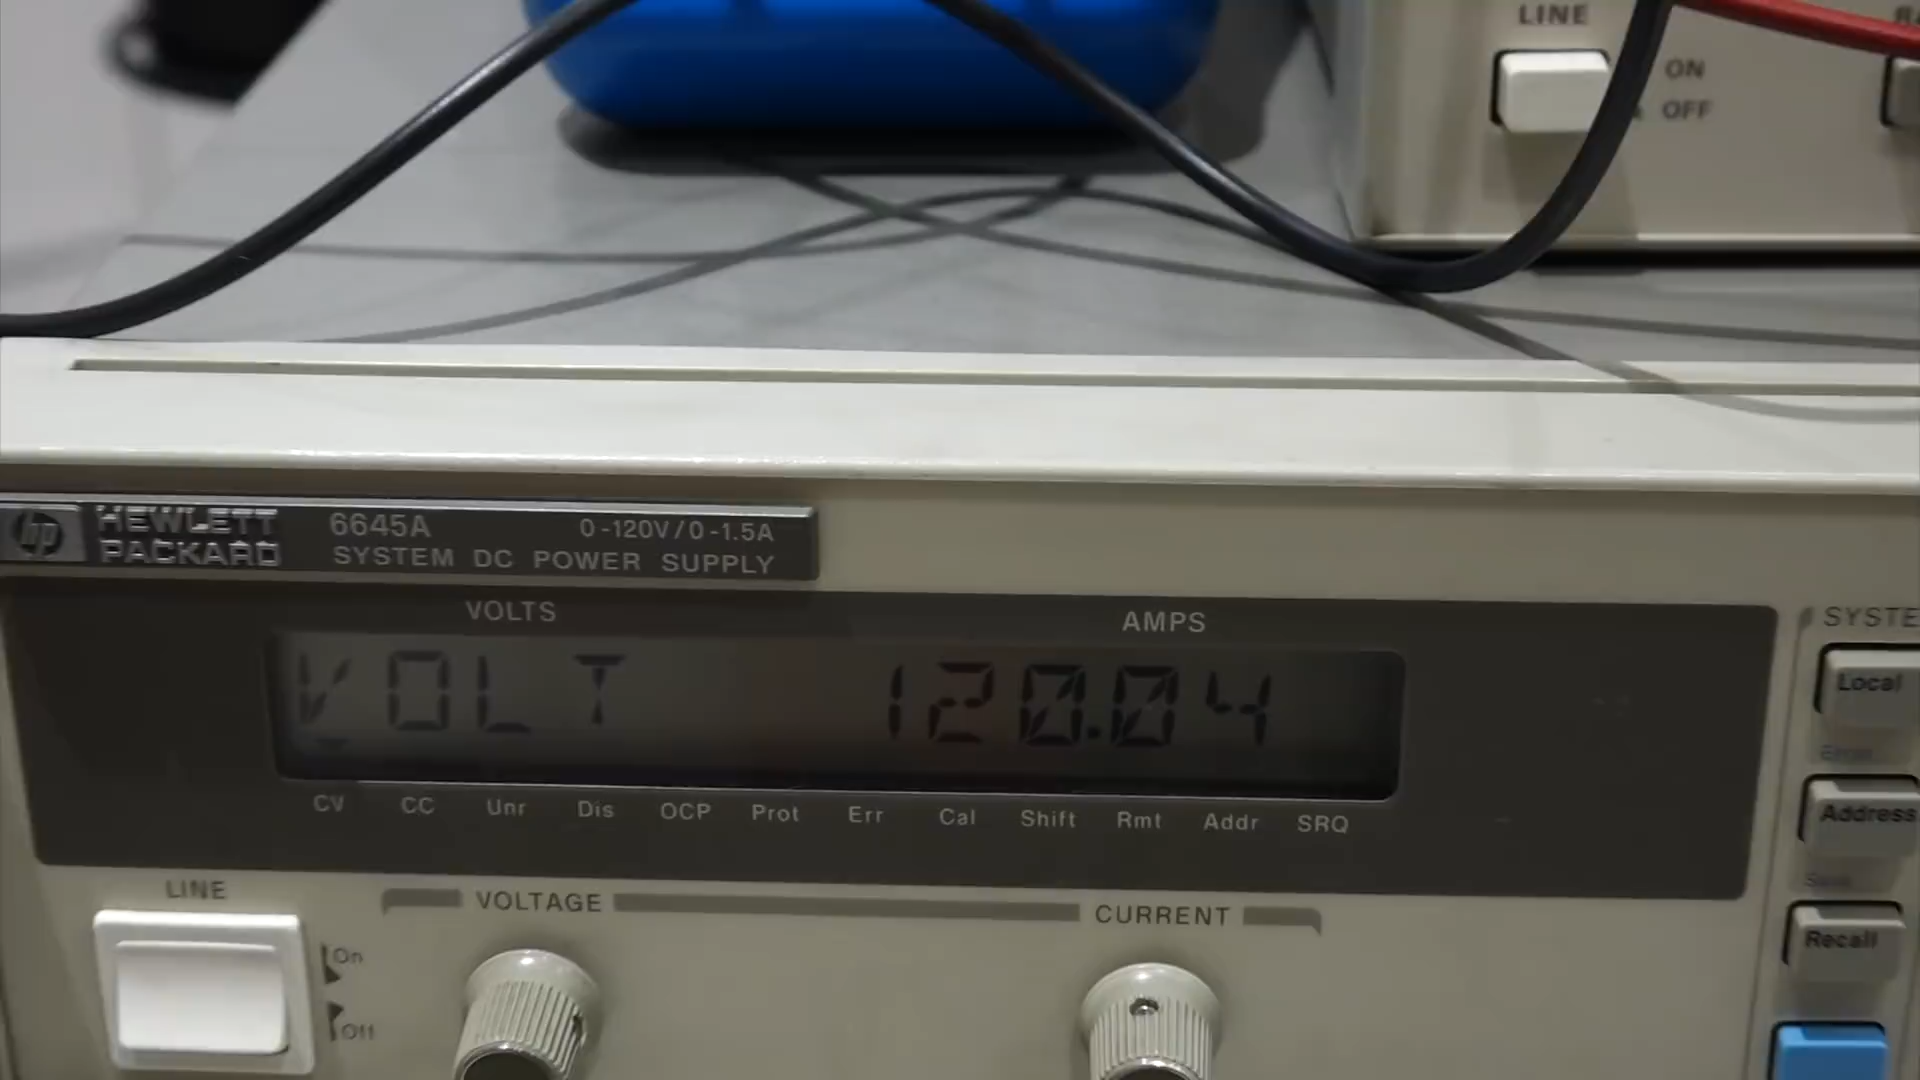 LINE
ON
OFF
hp HEWLETT PACKARD
6645A 0-120V/0-1.5A
SYSTEM DC POWER SUPPLY
VOLTS AMPS
VOLT 120.04
CV CC Unr Dis OCP Prot Err Cal Shift Rmt Addr SRQ
LINE
On
Off
VOLTAGE CURRENT
Local
Address
Recall